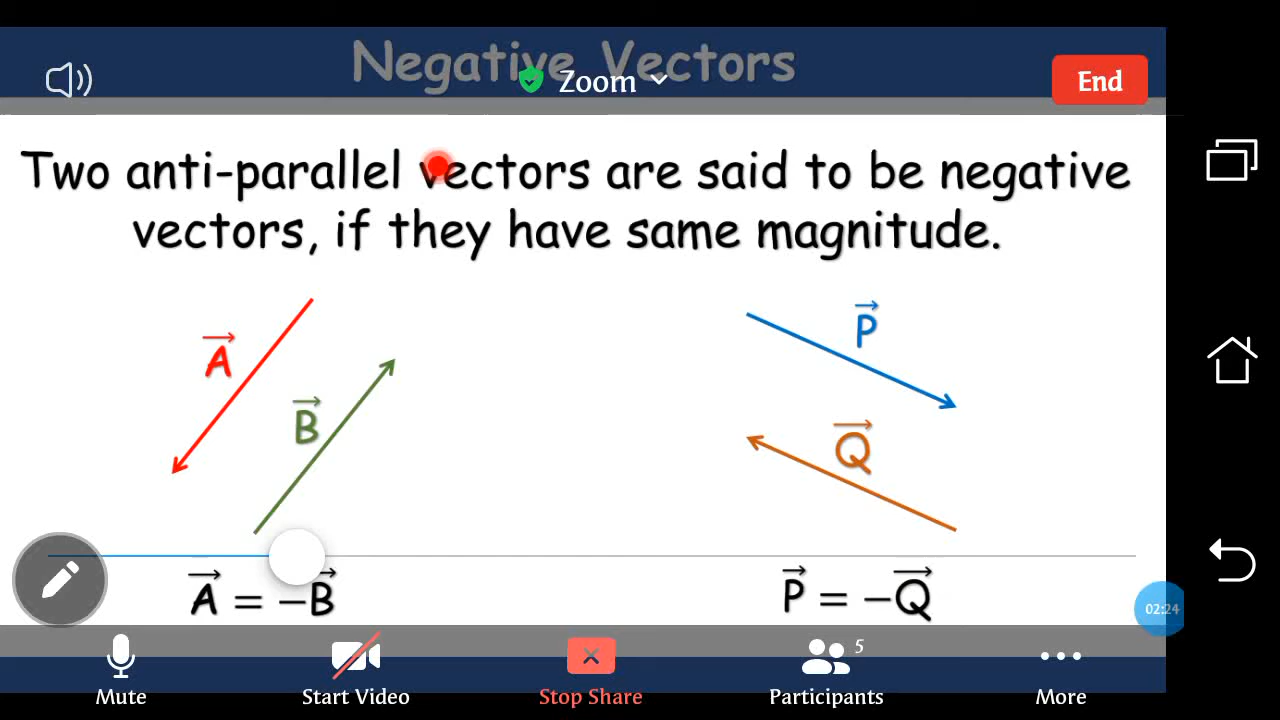 Negative Vectors
Zoom
End
Two anti-parallel vectors are said to be negative
vectors, if they have same magnitude.
A
B
P
Q
A = −B
P = −Q
02:24
5
Mute
Start Video
Stop Share
Participants
More